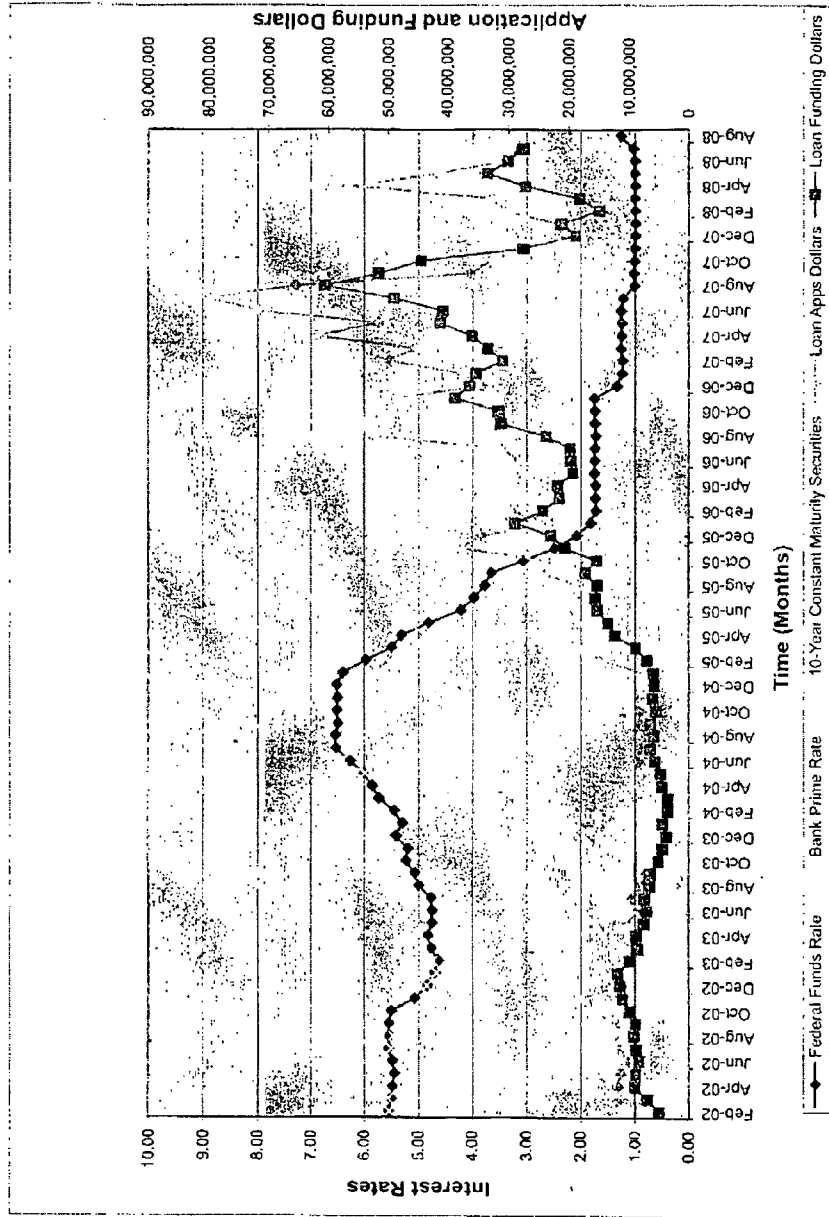 Interest Rates
10.00
9.00
8.00
7.00
6.00
5.00
4.00
3.00
2.00
1.00
0.00
Application and Funding Dollars
90,000,000
80,000,000
70,000,000
60,000,000
50,000,000
40,000,000
30,000,000
20,000,000
10,000,000
0
Feb-02
Apr-02
Jun-02
Aug-02
Oct-02
Dec-02
Feb-03
Apr-03
Jun-03
Aug-03
Oct-03
Dec-03
Feb-04
Apr-04
Jun-04
Aug-04
Oct-04
Dec-04
Feb-05
Apr-05
Jun-05
Aug-05
Oct-05
Dec-05
Feb-06
Apr-06
Jun-06
Aug-06
Oct-06
Dec-06
Feb-07
Apr-07
Jun-07
Aug-07
Oct-07
Dec-07
Feb-08
Apr-08
Jun-08
Aug-08
Time (Months)
Federal Funds Rate Bank Prime Rate 10-Year Constant Maturity Securities Loan Apps Dollars Loan Funding Dollars